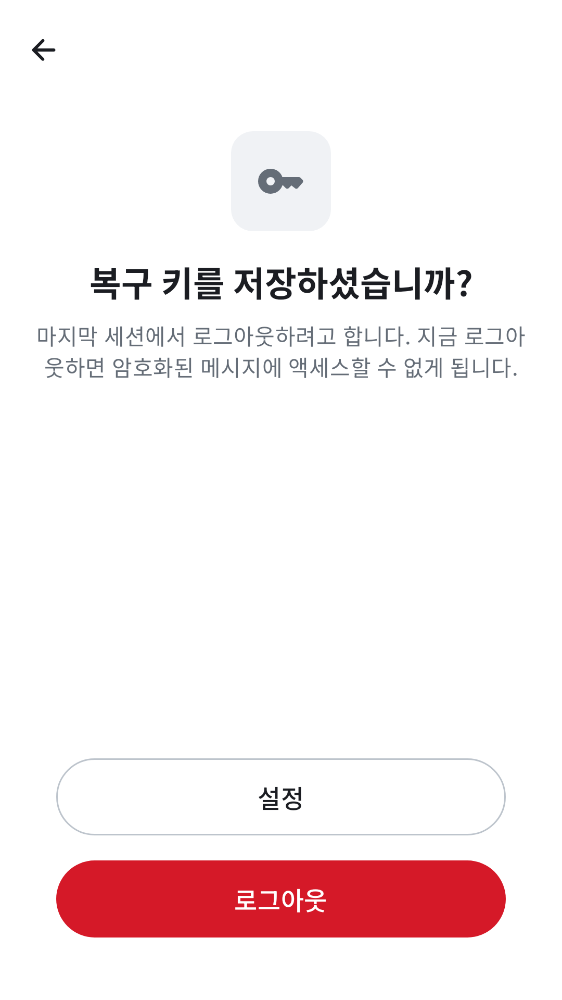 복구 키를 저장하셨습니까?
마지막 세션에서 로그아웃하려고 합니다. 지금 로그아
웃하면 암호화된 메시지에 액세스할 수 없게 됩니다.
설정
로그아웃